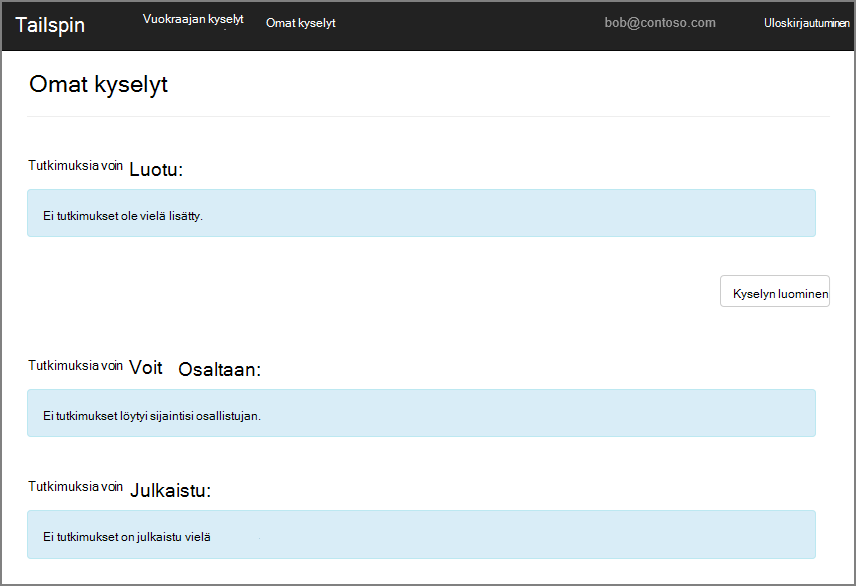 Tailspin Vuokraajan kyselyt Omat kyselyt bob@contoso.com Uloskirjautuminen
Omat kyselyt
Tutkimuksia voin Luotu:
Ei tutkimukset ole vielä lisätty.
Kyselyn luominen
Tutkimuksia voin Voit Osaltaan:
Ei tutkimukset löytyi sijaintisi osallistujan.
Tutkimuksia voin Julkaistu:
Ei tutkimukset on julkaistu vielä